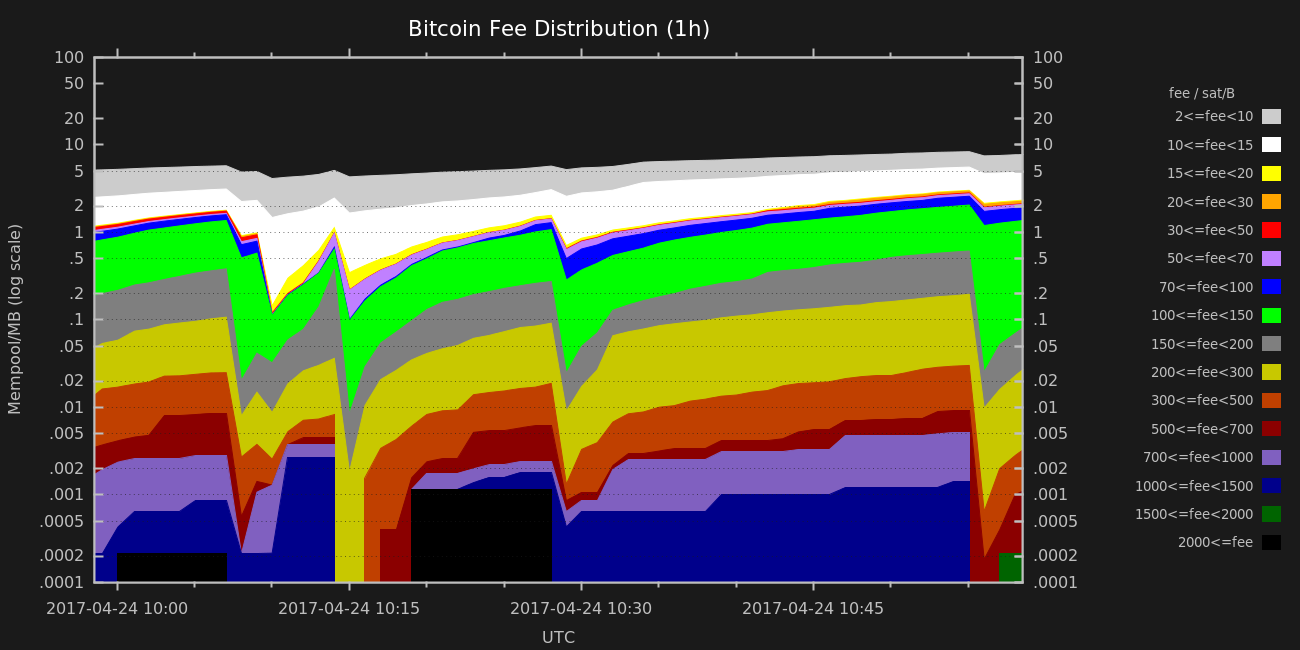 Bitcoin Fee Distribution (1h)
Mempool/MB (log scale)
100
50
20
10
5
2
1
.5
.2
.1
.05
.02
.01
.005
.002
.001
.0005
.0002
.0001
100
50
20
10
5
2
1
.5
.2
.1
.05
.02
.01
.005
.002
.001
.0005
.0002
.0001
2017-04-24 10:00
2017-04-24 10:15
2017-04-24 10:30
2017-04-24 10:45
UTC
fee / sat/B
2<=fee<10
10<=fee<15
15<=fee<20
20<=fee<30
30<=fee<50
50<=fee<70
70<=fee<100
100<=fee<150
150<=fee<200
200<=fee<300
300<=fee<500
500<=fee<700
700<=fee<1000
1000<=fee<1500
1500<=fee<2000
2000<=fee